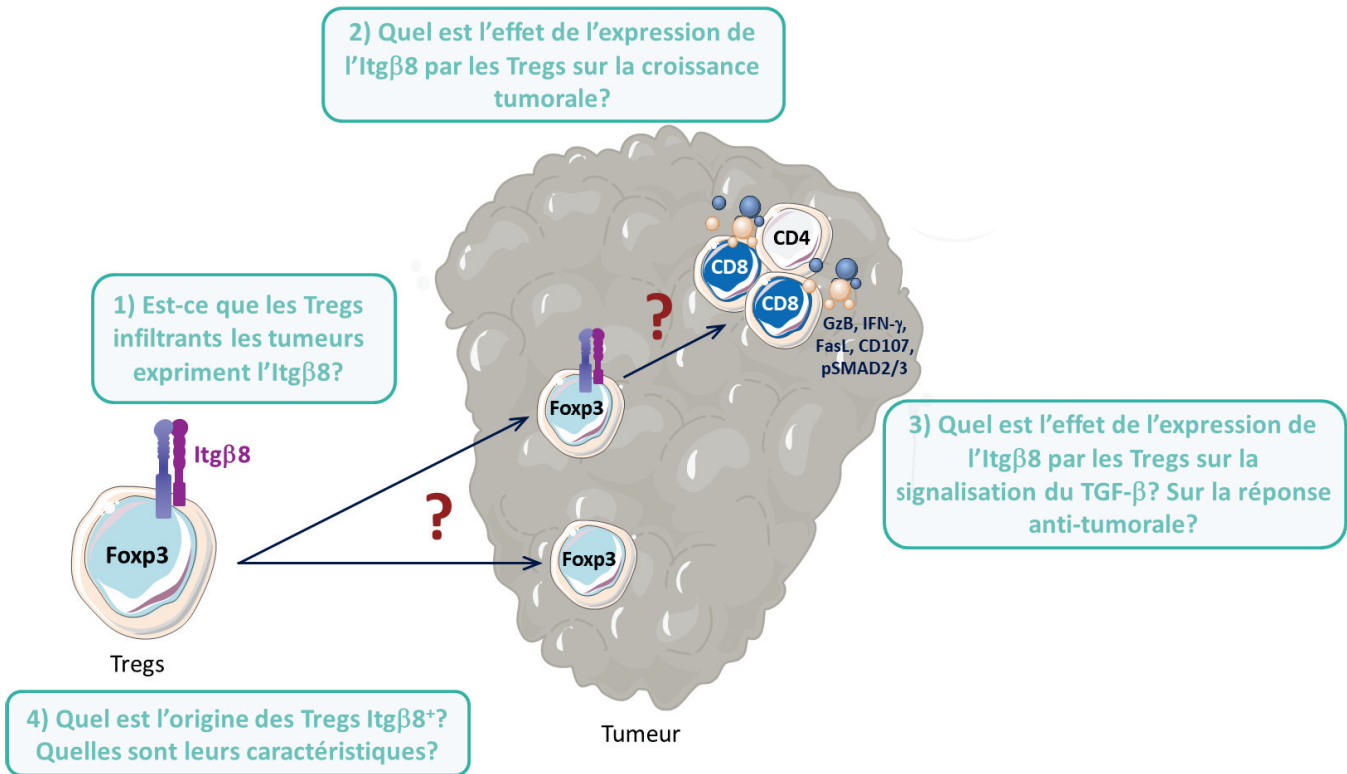 2) Quel est l'effet de l'expression de
l'Itgβ8 par les Tregs sur la croissance
tumorale?
CD4
CD8
CD8
1) Est-ce que les Tregs
infiltrants les tumeurs
expriment l'Itgβ8?
?
GzB, IFN-γ,
FasL, CD107,
pSMAD2/3
Foxp3
Itgβ8
3) Quel est l'effet de l'expression de
l'Itgβ8 par les Tregs sur la
signalisation du TGF-β? Sur la réponse
anti-tumorale?
?
Foxp3
Foxp3
Tregs
4) Quel est l'origine des Tregs Itgβ8⁺?
Quelles sont leurs caractéristiques?
Tumeur